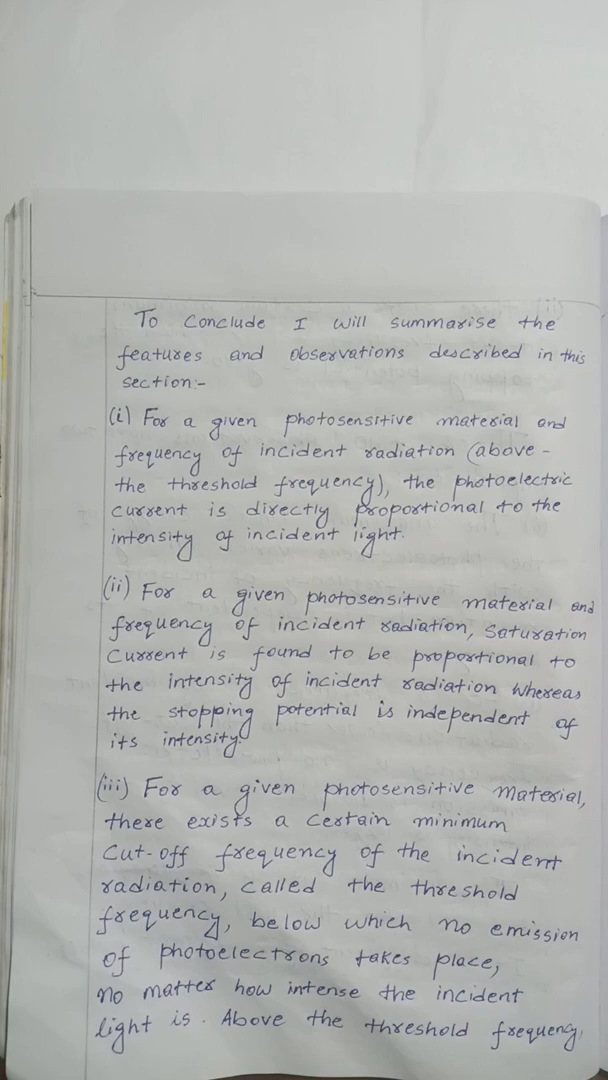 To Conclude I will summarise the
features and observations described in this
section:-
(i) For a given photosensitive material and
frequency of incident radiation (above -
the threshold frequency), the photoelectric
current is directly proportional to the
intensity of incident light.
(ii) For a given photosensitive material and
frequency of incident radiation, Saturation
Current is found to be proportional to
the intensity of incident radiation whereas
the stopping potential is independent of
its intensity.
(iii) For a given photosensitive Material,
there exists a certain minimum
Cut-off frequency of the incident
radiation, called the threshold
frequency, below which no emission
of photoelectrons takes place,
no matter how intense the incident
light is. Above the threshold frequency,